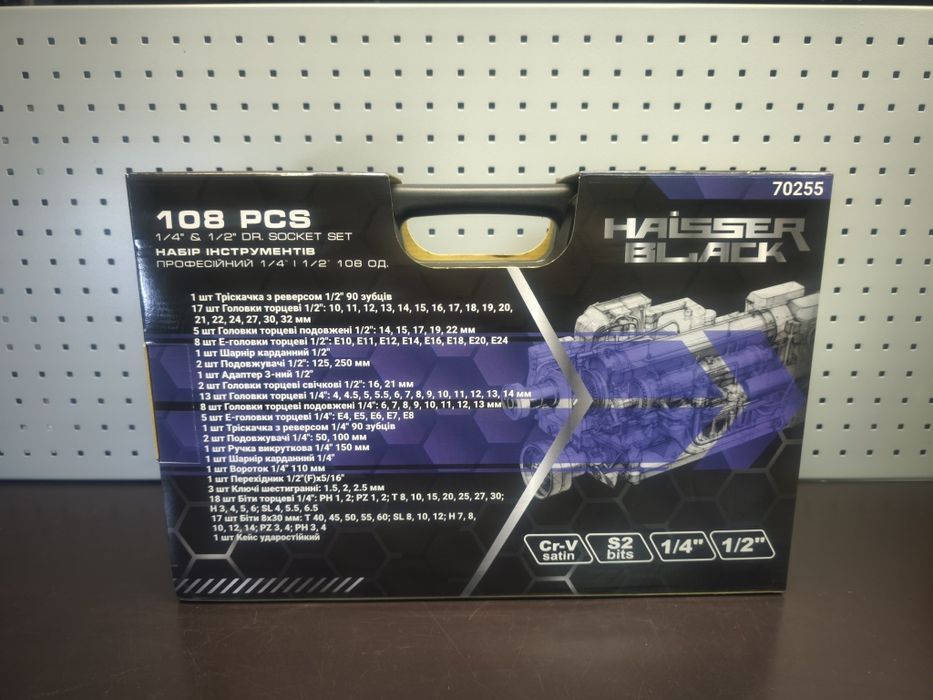 70255
108 PCS
1/4" & 1/2" DR. SOCKET SET
НАБІР ІНСТРУМЕНТІВ
ПРОФЕСІЙНИЙ 1/4" І 1/2" 108 ОД.
HAISSER
BLACK
1 шт Тріскачка з реверсом 1/2" 90 зубців
17 шт Головки торцеві 1/2": 10, 11, 12, 13, 14, 15, 16, 17, 18, 19, 20,
21, 22, 24, 27, 30, 32 мм
5 шт Головки торцеві подовжені 1/2": 14, 15, 17, 19, 22 мм
8 шт Е-головки торцеві 1/2": E10, E11, E12, E14, E16, E18, E20, E24
1 шт Шарнір карданний 1/2"
2 шт Подовжувачі 1/2": 125, 250 мм
1 шт Адаптер 3-ний 1/2"
2 шт Головки торцеві свічкові 1/2": 16, 21 мм
13 шт Головки торцеві 1/4": 4, 4.5, 5, 5.5, 6, 7, 8, 9, 10, 11, 12, 13, 14 мм
8 шт Головки торцеві подовжені 1/4": 6, 7, 8, 9, 10, 11, 12, 13 мм
5 шт Е-головки торцеві 1/4": E4, E5, E6, E7, E8
1 шт Тріскачка з реверсом 1/4" 90 зубців
2 шт Подовжувачі 1/4": 50, 100 мм
1 шт Ручка викруткова 1/4" 150 мм
1 шт Шарнір карданний 1/4"
1 шт Вороток 1/4" 110 мм
1 шт Перехідник 1/2"(F)x5/16"
3 шт Ключі шестигранні: 1.5, 2, 2.5 мм
18 шт Біти торцеві 1/4": PH 1, 2; PZ 1, 2; T 8, 10, 15, 20, 25, 27, 30;
H 3, 4, 5, 6; SL 4, 5.5, 6.5
17 шт Біти 8х30 мм: T 40, 45, 50, 55, 60; SL 8, 10, 12; H 7, 8,
10, 12, 14; PZ 3, 4; PH 3, 4
1 шт Кейс ударостійкий
Cr-V
satin
S2
bits
1/4"
1/2"